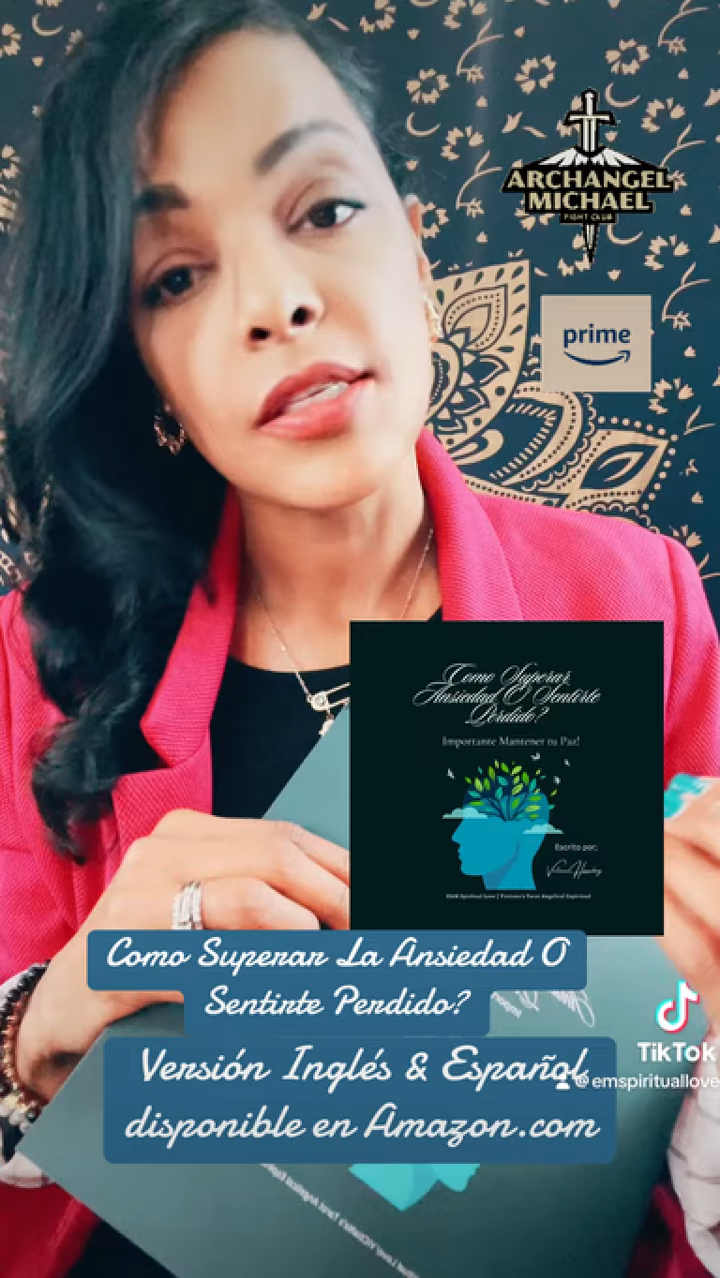 ARCHANGEL
MICHAEL
FIGHT CLUB
prime
Como Superar
Ansiedad O Sentirte
Perdido?
Importante Mantener tu Paz!
Escrito por;
Como Superar La Ansiedad O
Sentirte Perdido?
Versión Inglés & Español
disponible en Amazon.com
TikTok
@emspirituallove